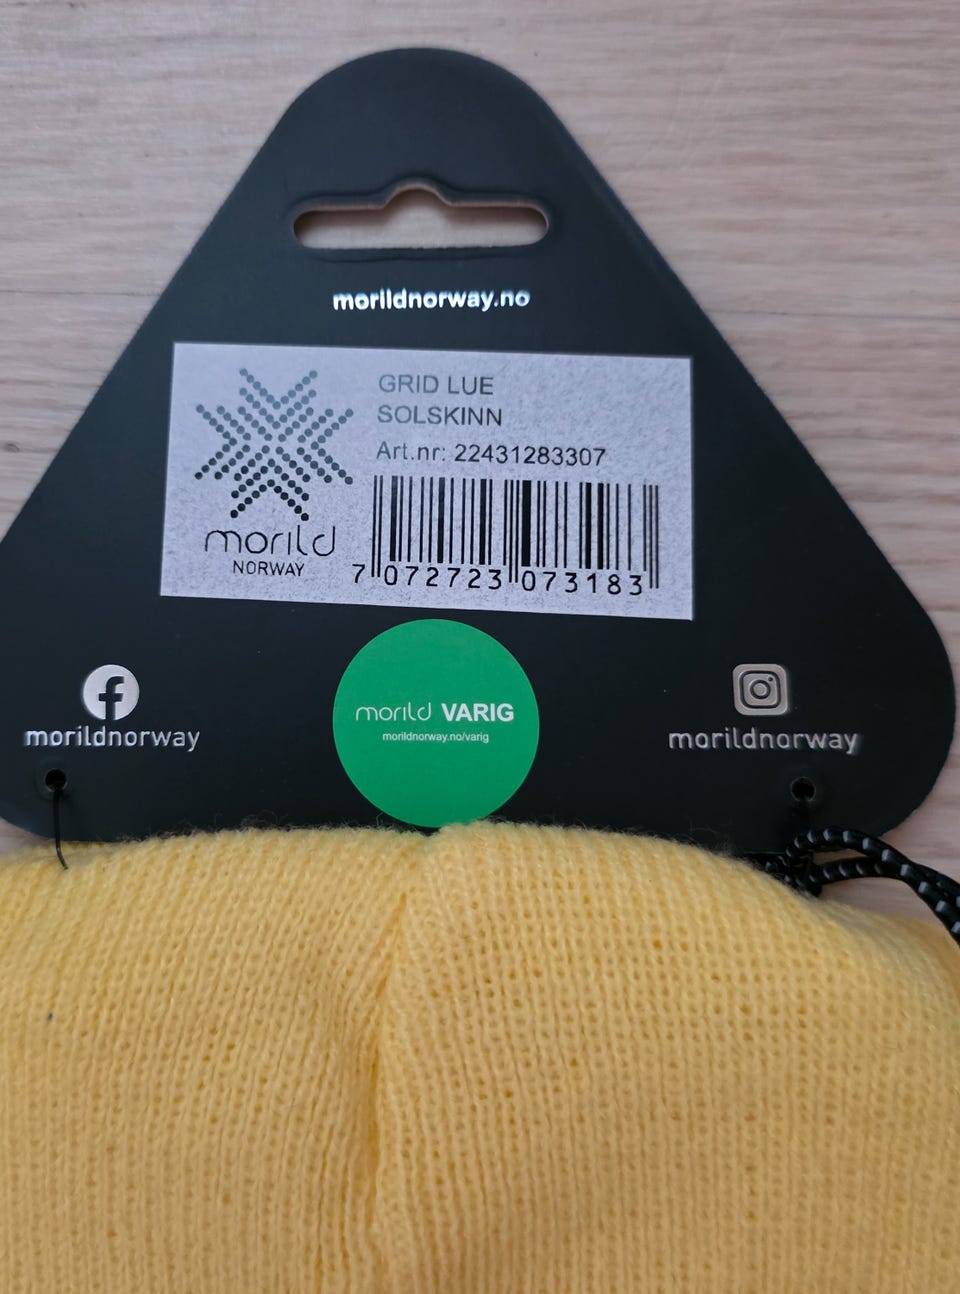 morildnorway.no
GRID LUE
SOLSKINN
Art.nr: 22431283307
morild
NORWAY
7 072723 073183
morildnorway
morild VARIG
morildnorway.no/varig
morildnorway